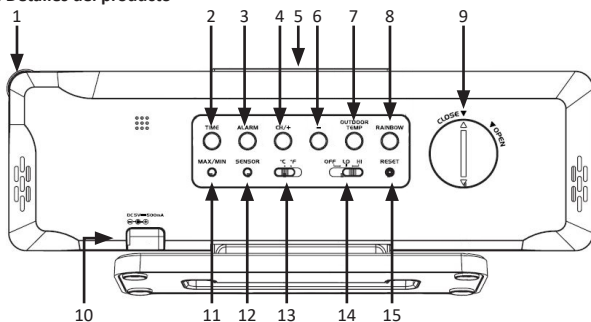 Detalles del producto
1 2 3 4 5 6 7 8 9
CLOSE ▼ ▼OPEN
TIME ALARM CH/+ − OUTDOOR TEMP RAINBOW
MAX/MIN SENSOR °C °F OFF LO HI RESET
DC 5V⎓500mA
10 11 12 13 14 15